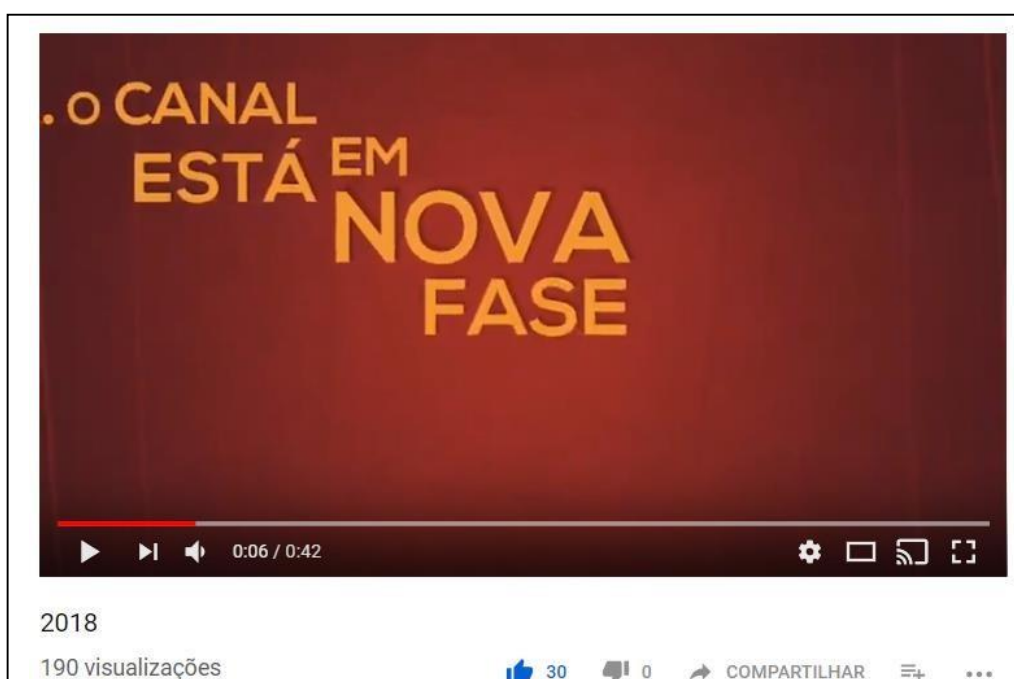 . O CANAL
ESTÁ EM
NOVA
FASE
0:06 / 0:42
2018
190 visualizações
30 0 COMPARTILHAR